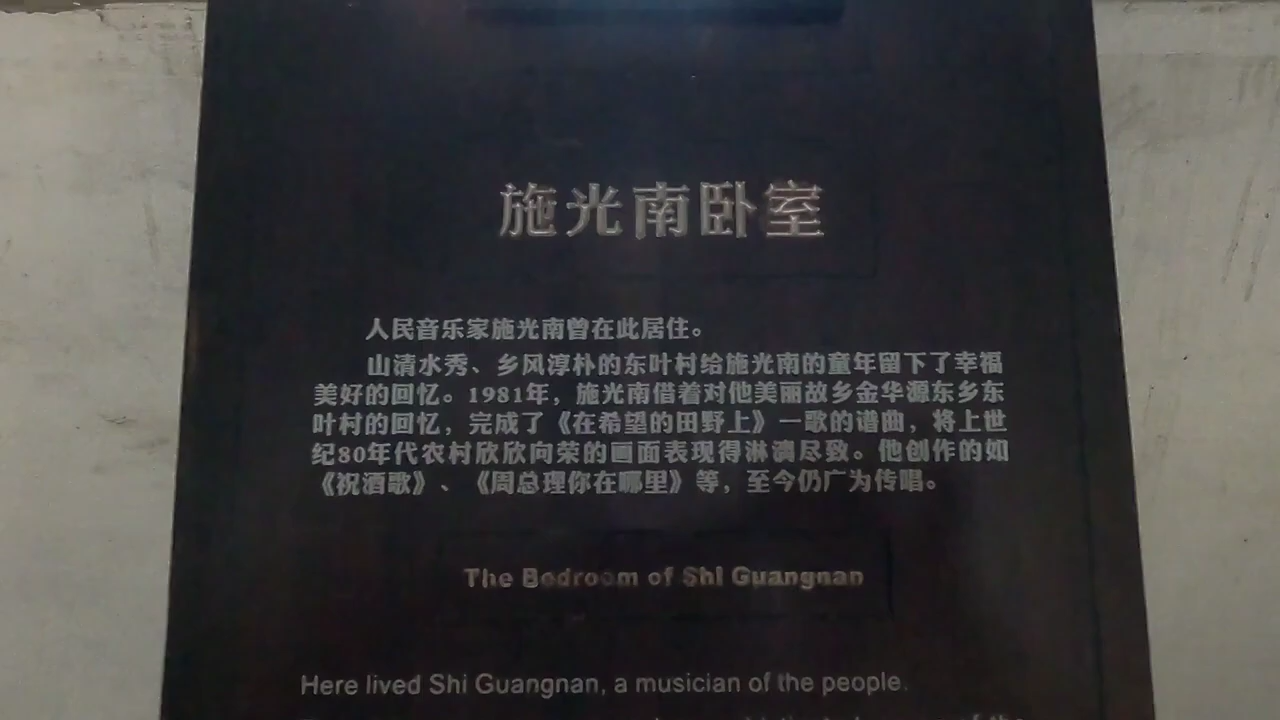 施光南卧室
人民音乐家施光南曾在此居住。
山清水秀、乡风淳朴的东叶村给施光南的童年留下了幸福
美好的回忆。1981年，施光南借着对他美丽故乡金华源东乡东
叶村的回忆，完成了《在希望的田野上》一歌的谱曲，将上世
纪80年代农村欣欣向荣的画面表现得淋漓尽致。他创作的如
《祝酒歌》、《周总理你在哪里》等，至今仍广为传唱。
The Bedroom of Shi Guangnan
Here lived Shi Guangnan, a musician of the people.